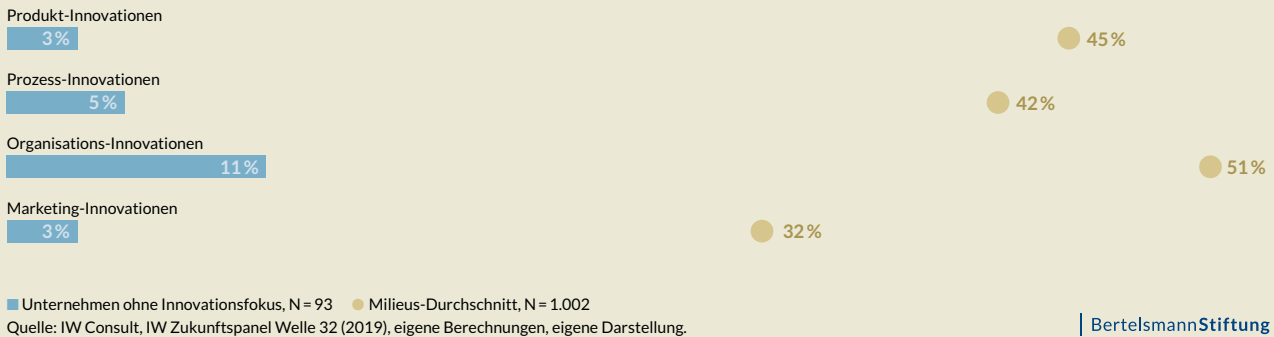 Produkt-Innovationen
3 %
45 %
Prozess-Innovationen
5 %
42 %
Organisations-Innovationen
11 %
51 %
Marketing-Innovationen
3 %
32 %
Unternehmen ohne Innovationsfokus, N = 93 Milieus-Durchschnitt, N = 1.002
Quelle: IW Consult, IW Zukunftspanel Welle 32 (2019), eigene Berechnungen, eigene Darstellung.
BertelsmannStiftung